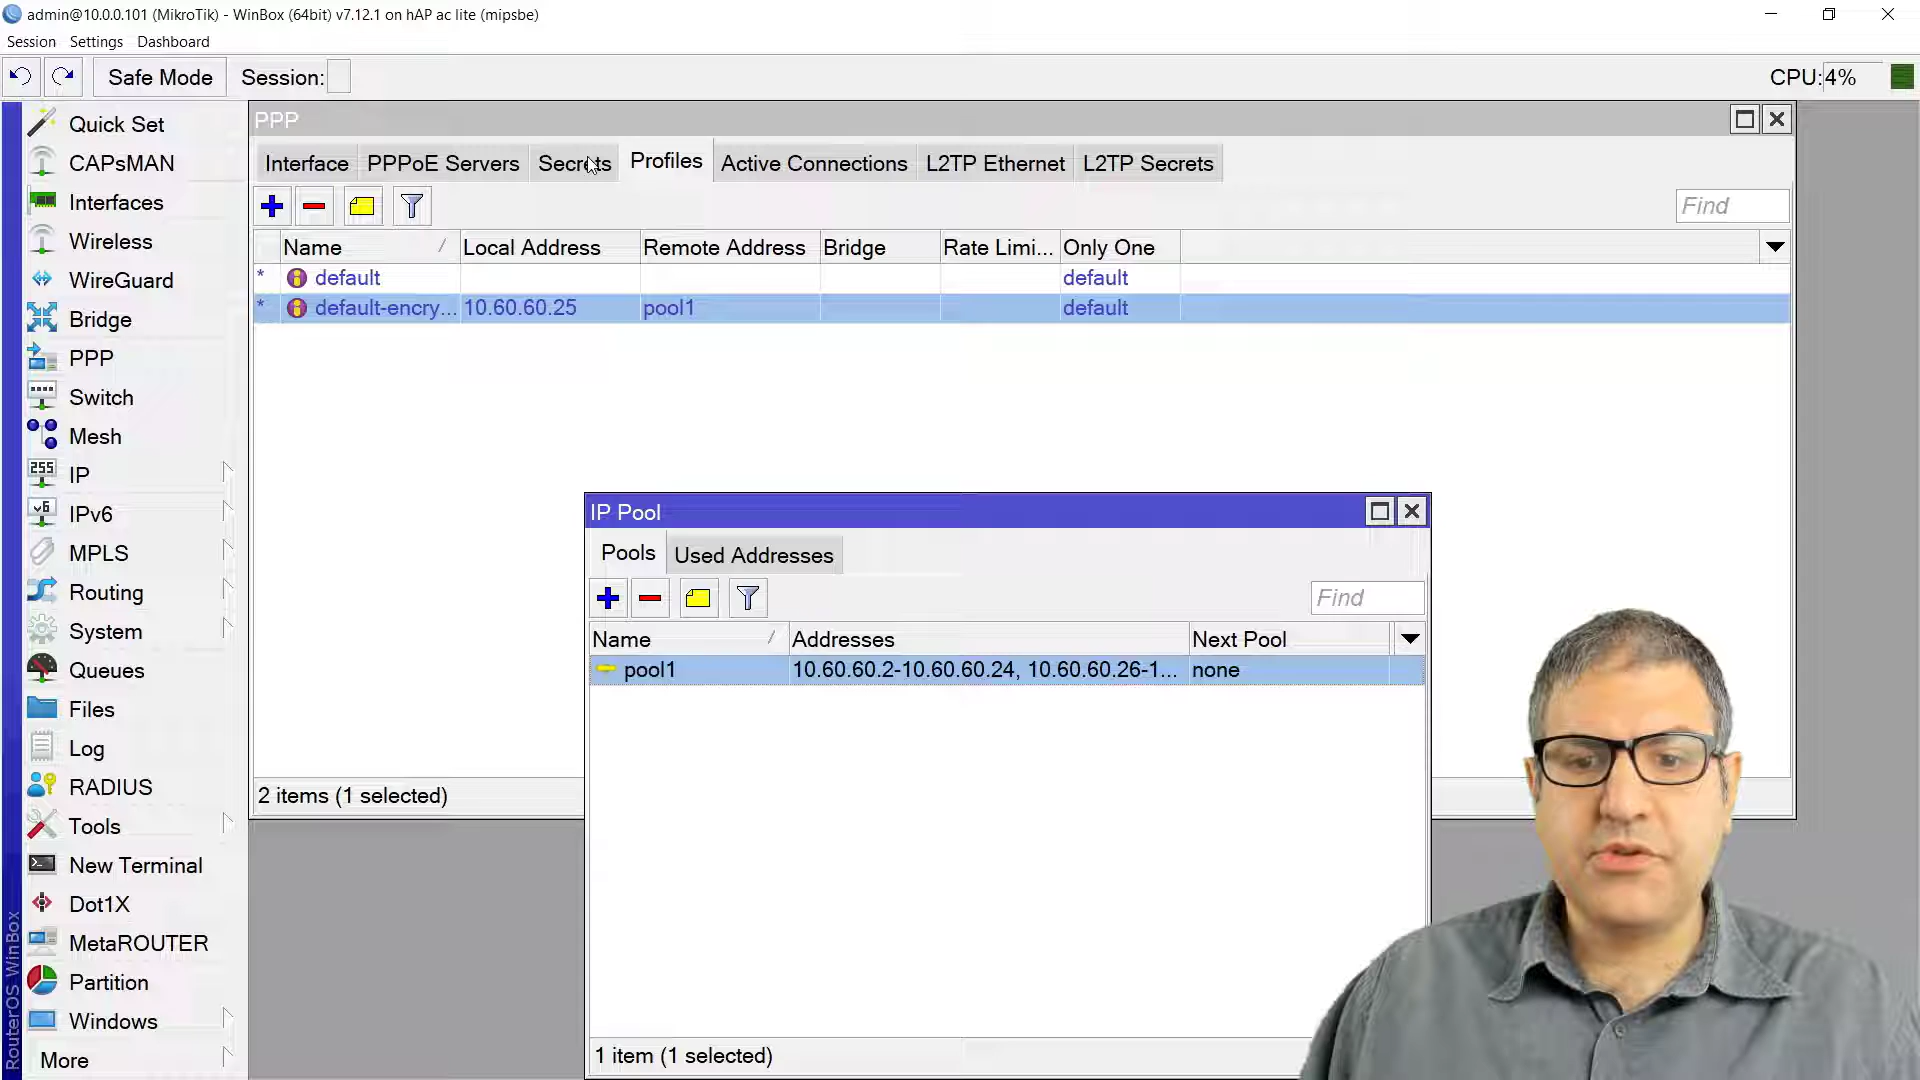 admin@10.0.0.101 (MikroTik) - WinBox (64bit) v7.12.1 on hAP ac lite (mipsbe)
Session Settings Dashboard
Safe Mode Session: CPU:4%
Quick Set
CAPsMAN
Interfaces
Wireless
WireGuard
Bridge
PPP
Switch
Mesh
IP
IPv6
MPLS
Routing
System
Queues
Files
Log
RADIUS
Tools
New Terminal
Dot1X
MetaROUTER
Partition
Windows
More
RouterOS WinBox
PPP
Interface PPPoE Servers Secrets Profiles Active Connections L2TP Ethernet L2TP Secrets
Find
Name / Local Address Remote Address Bridge Rate Limi... Only One
* default default
* default-encry... 10.60.60.25 pool1 default
2 items (1 selected)
IP Pool
Pools Used Addresses
Find
Name / Addresses Next Pool
pool1 10.60.60.2-10.60.60.24, 10.60.60.26-1... none
1 item (1 selected)